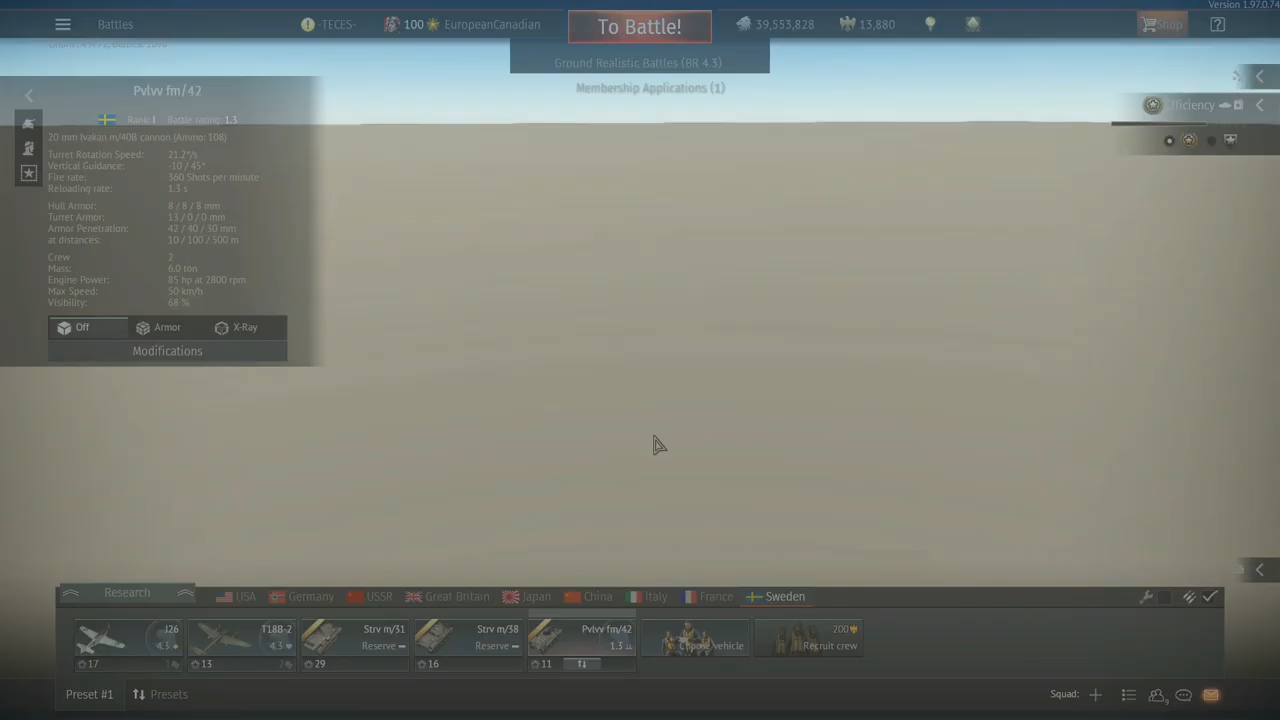 Version 1.97.0.74
Battles
-TECES-
100 EuropeanCanadian
To Battle!
39,553,828
13,880
Shop
Ground Realistic Battles (BR 4.3)
Membership Applications (1)
Pvlvv fm/42
Rank: I Battle rating: 1.3
20 mm lvakan m/40B cannon (Ammo: 108)
Turret Rotation Speed: 21.2°/s
Vertical Guidance: -10 / 45°
Fire rate: 360 Shots per minute
Reloading rate: 1.3 s
Hull Armor: 8 / 8 / 8 mm
Turret Armor: 13 / 0 / 0 mm
Armor Penetration: 42 / 40 / 30 mm
at distances: 10 / 100 / 500 m
Crew 2
Mass: 6.0 ton
Engine Power: 85 hp at 2800 rpm
Max Speed: 50 km/h
Visibility: 68 %
Off Armor X-Ray
Modifications
Research
USA Germany USSR Great Britain Japan China Italy France Sweden
J26 4.3 17
T18B-2 4.3 13
Strv m/31 Reserve 29
Strv m/38 Reserve 16
Pvlvv fm/42 1.3 11
Choose vehicle
200 Recruit crew
Preset #1 Presets
Squad: 9